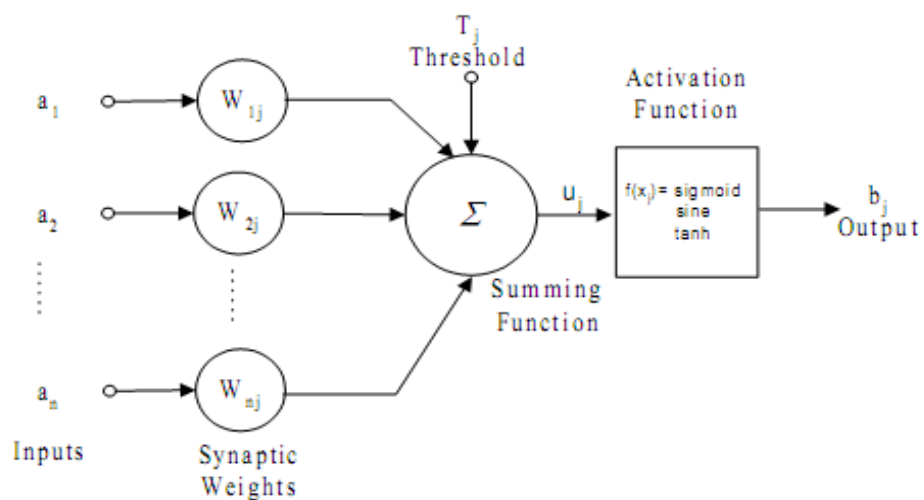 T_j
Threshold
Activation
Function
a_1
W_1j
f(x_j) = sigmoid
sine
tanh
u_j
b_j
Output
a_2
W_2j
Σ
Summing
Function
a_n
W_nj
Inputs
Synaptic
Weights